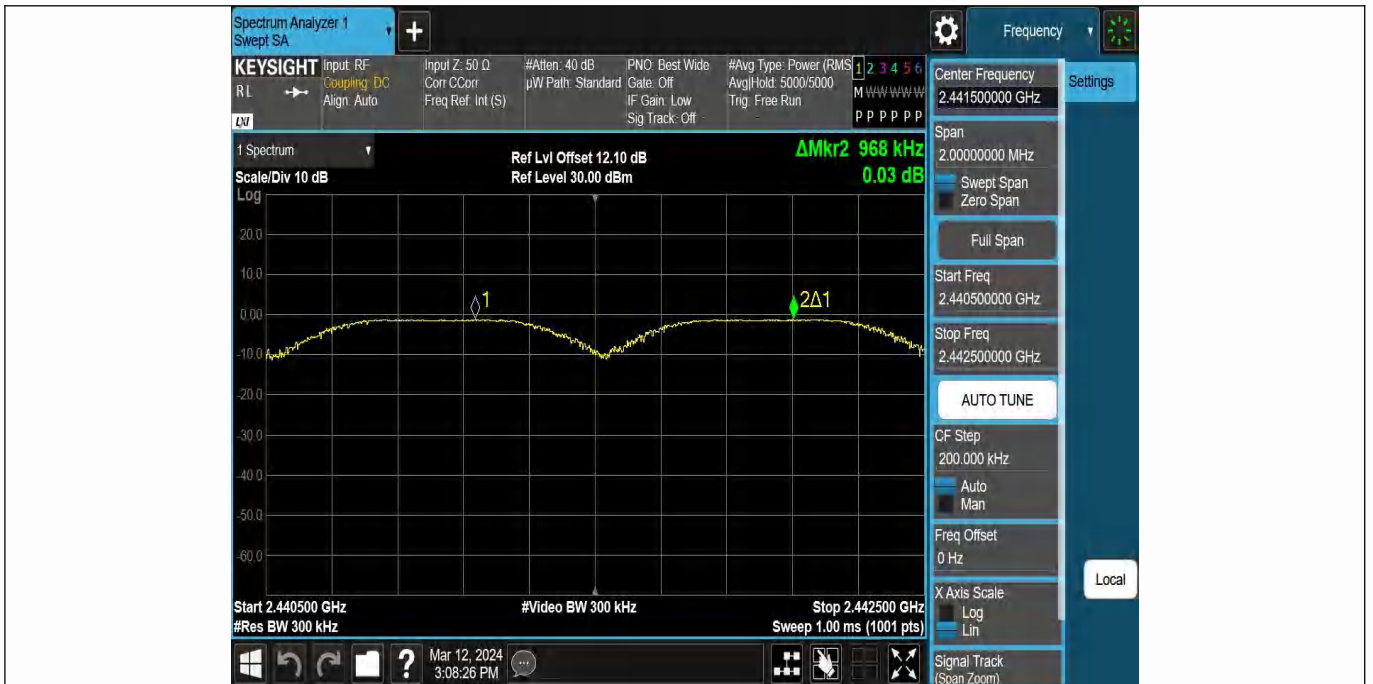 Spectrum Analyzer 1
Swept SA
+
Frequency
KEYSIGHT
RL
LXI
Input: RF
Coupling: DC
Align: Auto
Input Z: 50 Ω
Corr CCorr
Freq Ref: Int (S)
#Atten: 40 dB
µW Path: Standard
PNO: Best Wide
Gate: Off
IF Gain: Low
Sig Track: Off
#Avg Type: Power (RMS
Avg|Hold: 5000/5000
Trig: Free Run
1 2 3 4 5 6
M W W W W W
P P P P P P
1 Spectrum
Scale/Div 10 dB
Ref Lvl Offset 12.10 dB
Ref Level 30.00 dBm
ΔMkr2 968 kHz
0.03 dB
Log
20.0
10.0
0.00
-10.0
-20.0
-30.0
-40.0
-50.0
-60.0
1
2Δ1
Start 2.440500 GHz
#Res BW 300 kHz
#Video BW 300 kHz
Stop 2.442500 GHz
Sweep 1.00 ms (1001 pts)
Mar 12, 2024
3:08:26 PM
?
Center Frequency
2.441500000 GHz
Settings
Span
2.00000000 MHz
Swept Span
Zero Span
Full Span
Start Freq
2.440500000 GHz
Stop Freq
2.442500000 GHz
AUTO TUNE
CF Step
200.000 kHz
Auto
Man
Freq Offset
0 Hz
X Axis Scale
Log
Lin
Signal Track
(Span Zoom)
Local